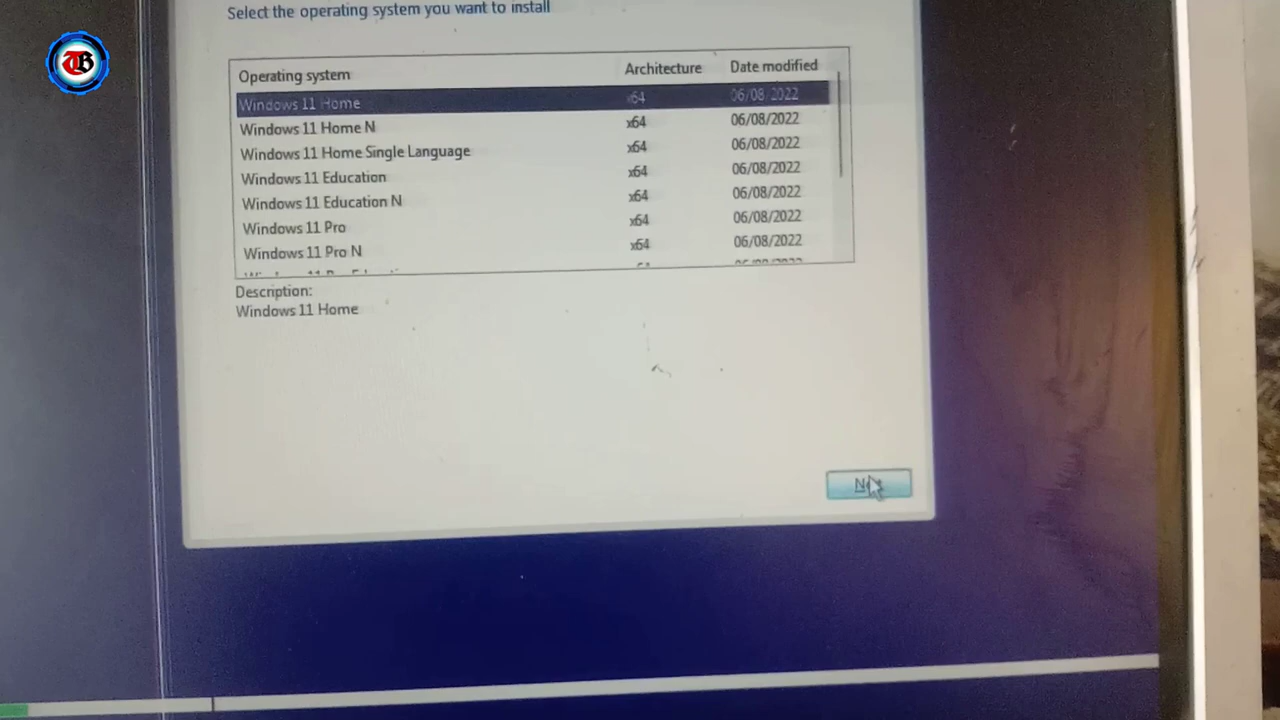 TB
Select the operating system you want to install
Operating system Architecture Date modified
Windows 11 Home x64 06/08/2022
Windows 11 Home N x64 06/08/2022
Windows 11 Home Single Language x64 06/08/2022
Windows 11 Education x64 06/08/2022
Windows 11 Education N x64 06/08/2022
Windows 11 Pro x64 06/08/2022
Windows 11 Pro N x64 06/08/2022
Description:
Windows 11 Home